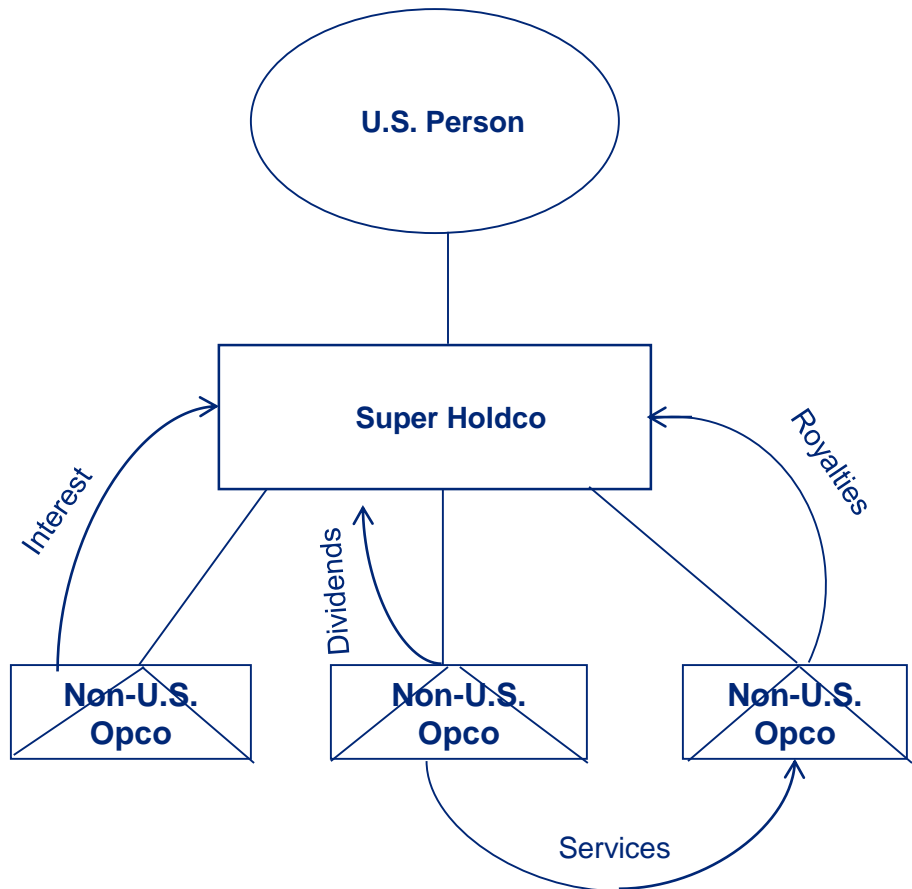 U.S. Person
Super Holdco
Interest
Dividends
Royalties
Non-U.S.
Opco
Non-U.S.
Opco
Non-U.S.
Opco
Services